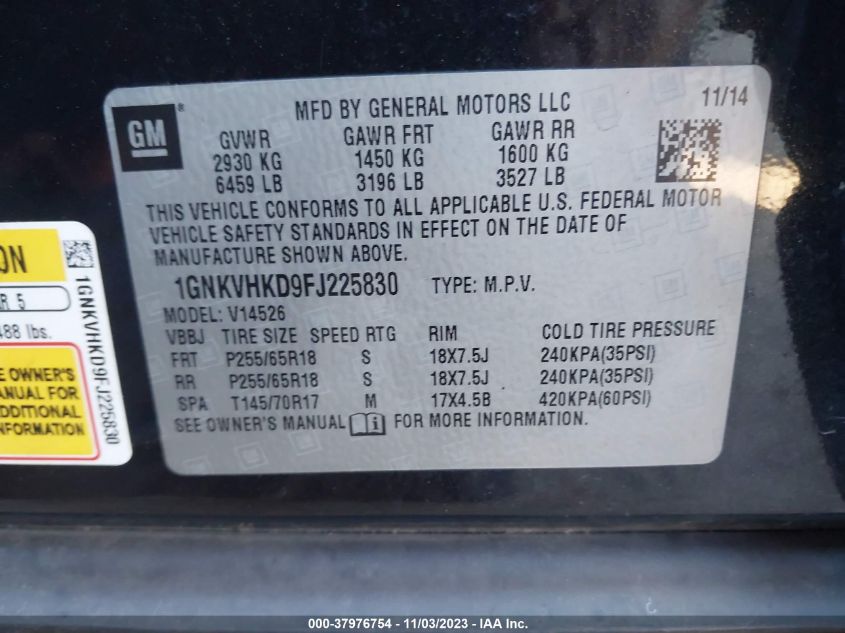 MFD BY GENERAL MOTORS LLC 11/14
GM ®
GVWR GAWR FRT GAWR RR
2930 KG 1450 KG 1600 KG
6459 LB 3196 LB 3527 LB
THIS VEHICLE CONFORMS TO ALL APPLICABLE U.S. FEDERAL MOTOR
VEHICLE SAFETY STANDARDS IN EFFECT ON THE DATE OF
MANUFACTURE SHOWN ABOVE.
1GNKVHKD9FJ225830 TYPE: M.P.V.
MODEL: V14526
VBBJ TIRE SIZE SPEED RTG RIM COLD TIRE PRESSURE
FRT P255/65R18 S 18X7.5J 240KPA(35PSI)
RR P255/65R18 S 18X7.5J 240KPA(35PSI)
SPA T145/70R17 M 17X4.5B 420KPA(60PSI)
SEE OWNER'S MANUAL i FOR MORE INFORMATION.
ON
R 5
488 lbs.
E OWNER'S
ANUAL FOR
ADDITIONAL
INFORMATION
1GNKVHKD9FJ225830
000-37976754 - 11/03/2023 - IAA Inc.